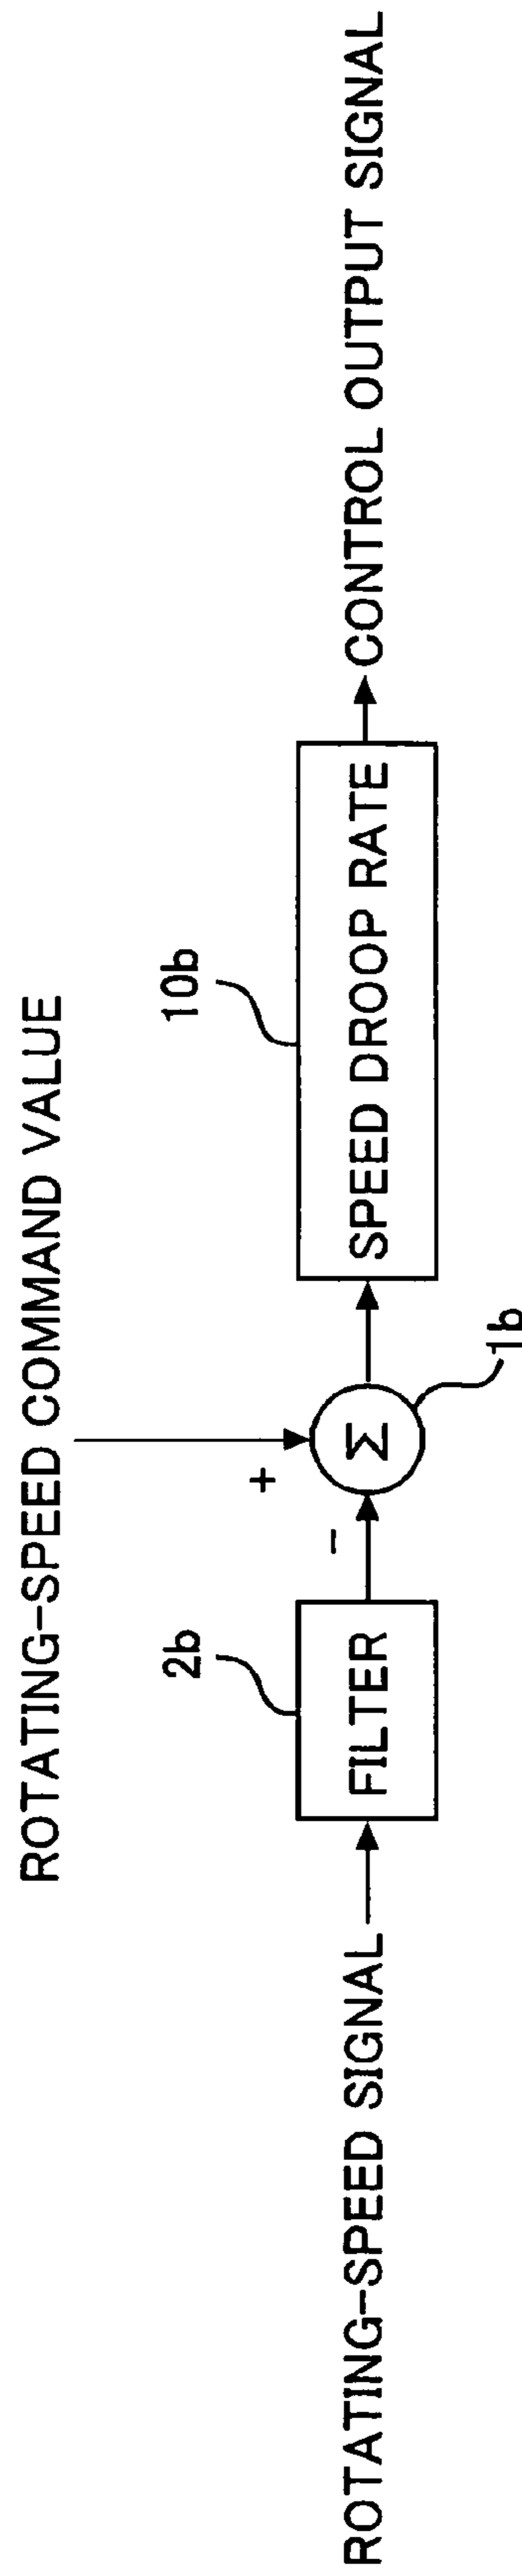 ROTATING-SPEED COMMAND VALUE
2b
10b
+
-
ROTATING-SPEED SIGNAL
FILTER
Σ
SPEED DROOP RATE
CONTROL OUTPUT SIGNAL
1b